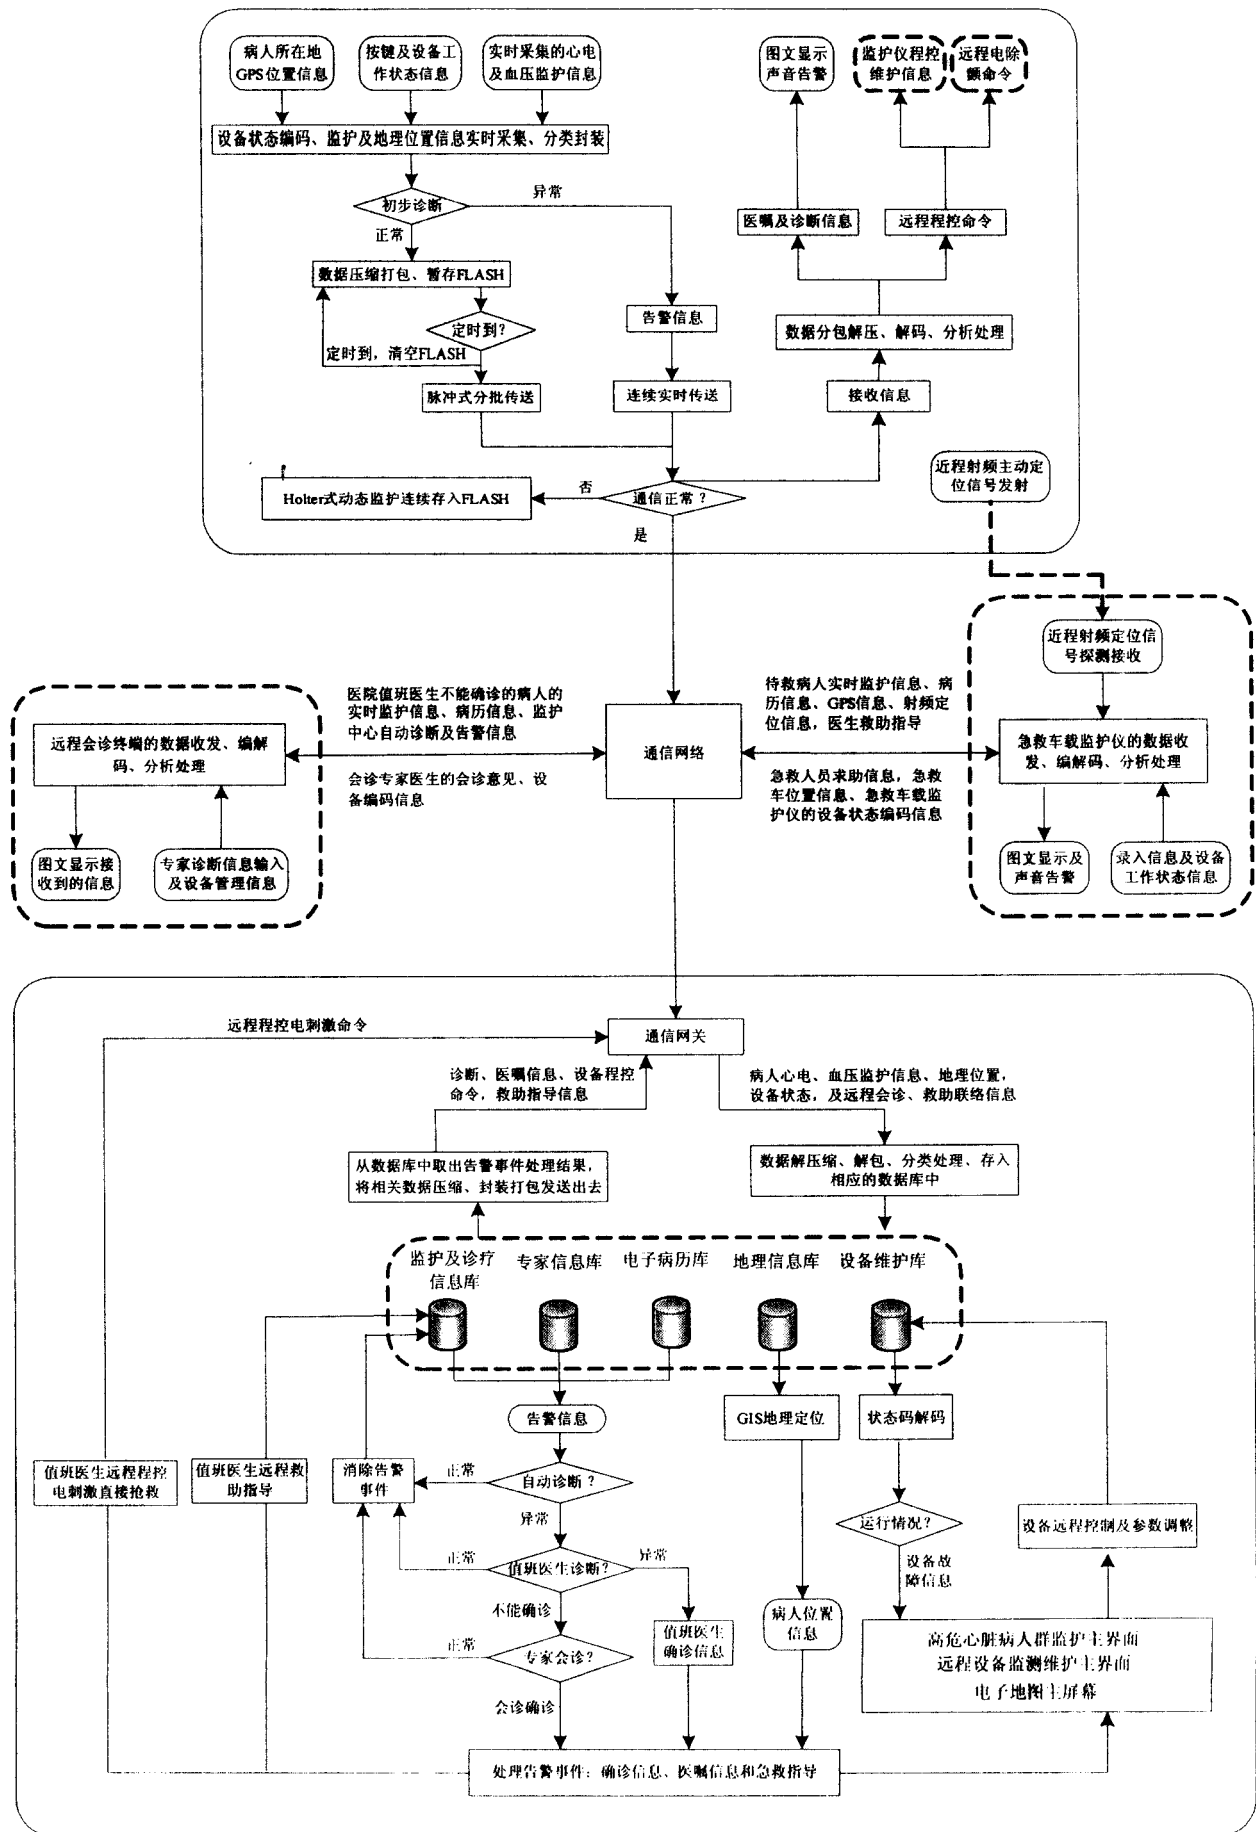 病人所在地
GPS位置信息
按键及设备工
作状态信息
实时采集的心电
及血压监护信息
图文显示
声音告警
监护仪程控
维护信息
远程电除
颤命令
设备状态编码、监护及地理位置信息实时采集、分类封装
初步诊断
异常
正常
医嘱及诊断信息
远程程控命令
数据压缩打包、暂存FLASH
定时到?
告警信息
数据分包解压、解码、分析处理
定时到，清空FLASH
脉冲式分批传送
连续实时传送
接收信息
近程射频主动定
位信号发射
Holter式动态监护连续存入FLASH
否
通信正常?
是
近程射频定位信
号探测接收
医院值班医生不能确诊的病人的
实时监护信息、病历信息、监护
中心自动诊断及告警信息
待救病人实时监护信息、病
历信息、GPS信息、射频定
位信息，医生救助指导
远程会诊终端的数据收发、编解
码、分析处理
通信网络
急救车载监护仪的数据收
发、编解码、分析处理
会诊专家医生的会诊意见、设
备编码信息
急救人员求助信息，急救
车位置信息、急救车载监
护仪的设备状态编码信息
图文显示接
收到的信息
专家诊断信息输入
及设备管理信息
图文显示及
声音告警
录入信息及设备
工作状态信息
远程程控电刺激命令
通信网关
诊断、医嘱信息、设备程控
命令，救助指导信息
病人心电、血压监护信息、地理位置，
设备状态，及远程会诊、救助联络信息
从数据库中取出告警事件处理结果，
将相关数据压缩、封装打包发送出去
数据解压缩、解包、分类处理、存入
相应的数据库中
监护及诊疗
信息库
专家信息库
电子病历库
地理信息库
设备维护库
告警信息
GIS地理定位
状态码解码
值班医生远程程控
电刺激直接抢救
值班医生远程救
助指导
消除告警
事件
正常
自动诊断?
异常
运行情况?
设备远程控制及参数调整
正常
值班医生诊断?
异常
设备故
障信息
不能确诊
值班医生
确诊信息
病人位置
信息
正常
专家会诊?
高危心脏病人群监护主界面
远程设备监测维护主界面
电子地图主屏幕
会诊确诊
处理告警事件：确诊信息、医嘱信息和急救指导